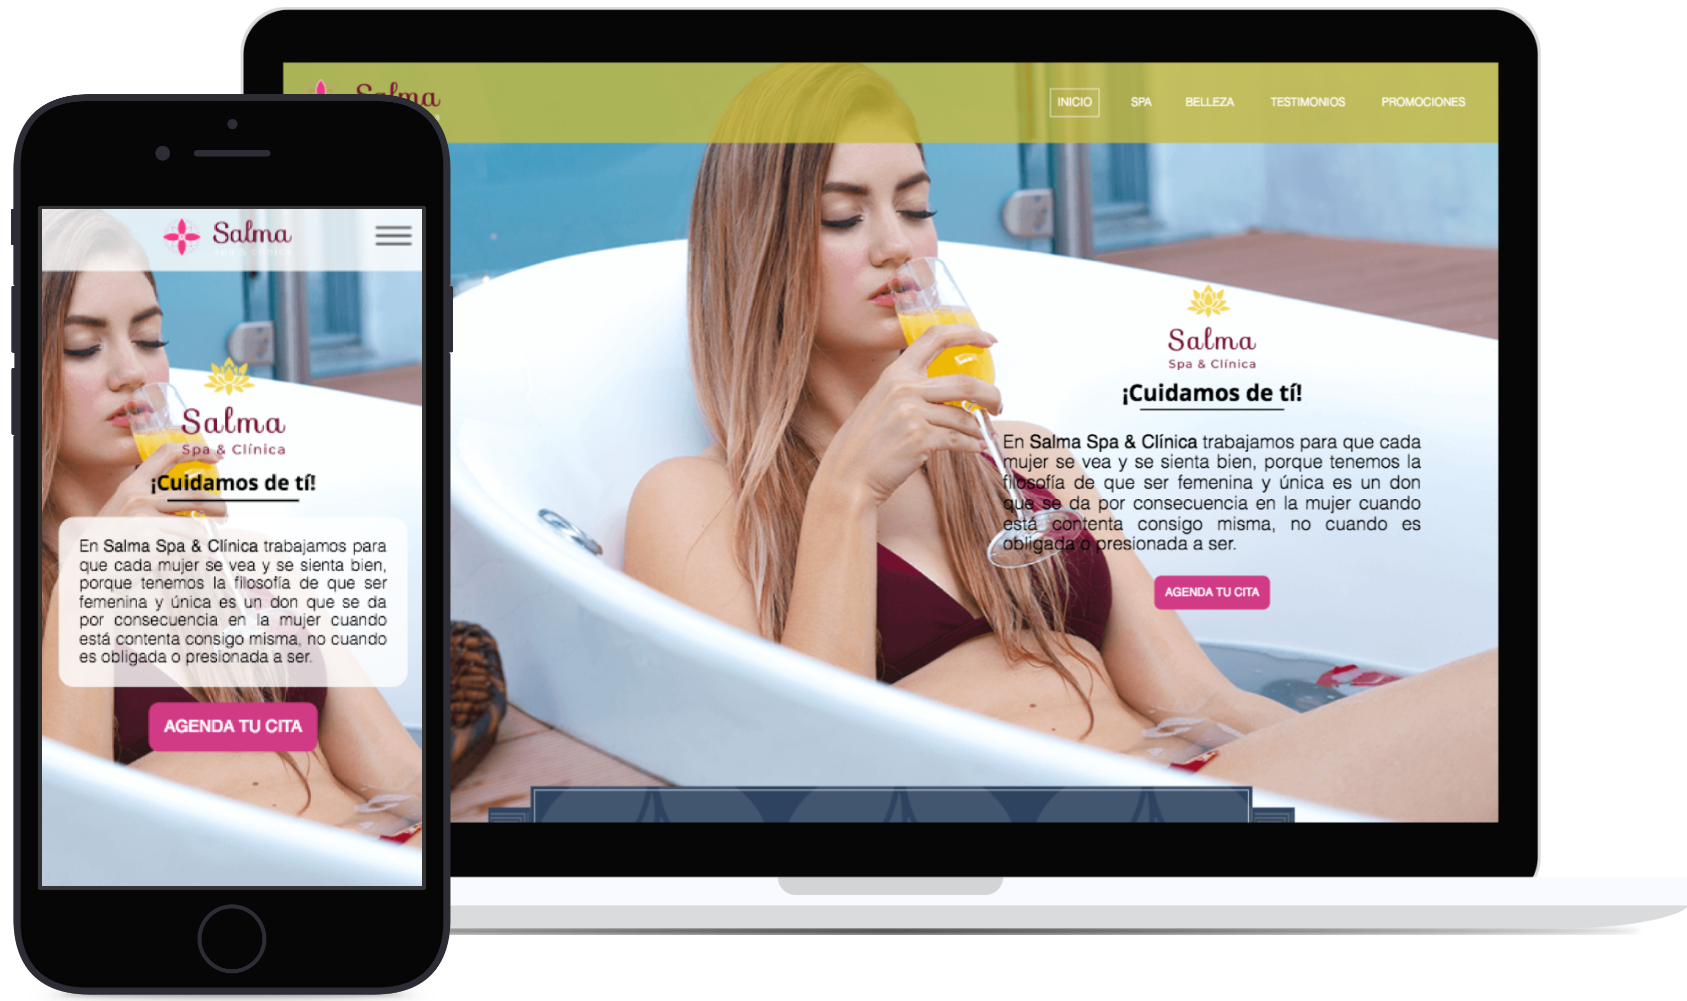 Salma
INICIO SPA BELLEZA TESTIMONIOS PROMOCIONES
Salma
Spa & Clínica
¡Cuidamos de tí!
En Salma Spa & Clínica trabajamos para que cada
mujer se vea y se sienta bien, porque tenemos la
filosofía de que ser femenina y única es un don
que se da por consecuencia en la mujer cuando
está contenta consigo misma, no cuando es
obligada o presionada a ser.
AGENDA TU CITA
Salma
Spa & Clínica
Salma
Spa & Clínica
¡Cuidamos de tí!
En Salma Spa & Clínica trabajamos para
que cada mujer se vea y se sienta bien,
porque tenemos la filosofía de que ser
femenina y única es un don que se da
por consecuencia en la mujer cuando
está contenta consigo misma, no cuando
es obligada o presionada a ser.
AGENDA TU CITA